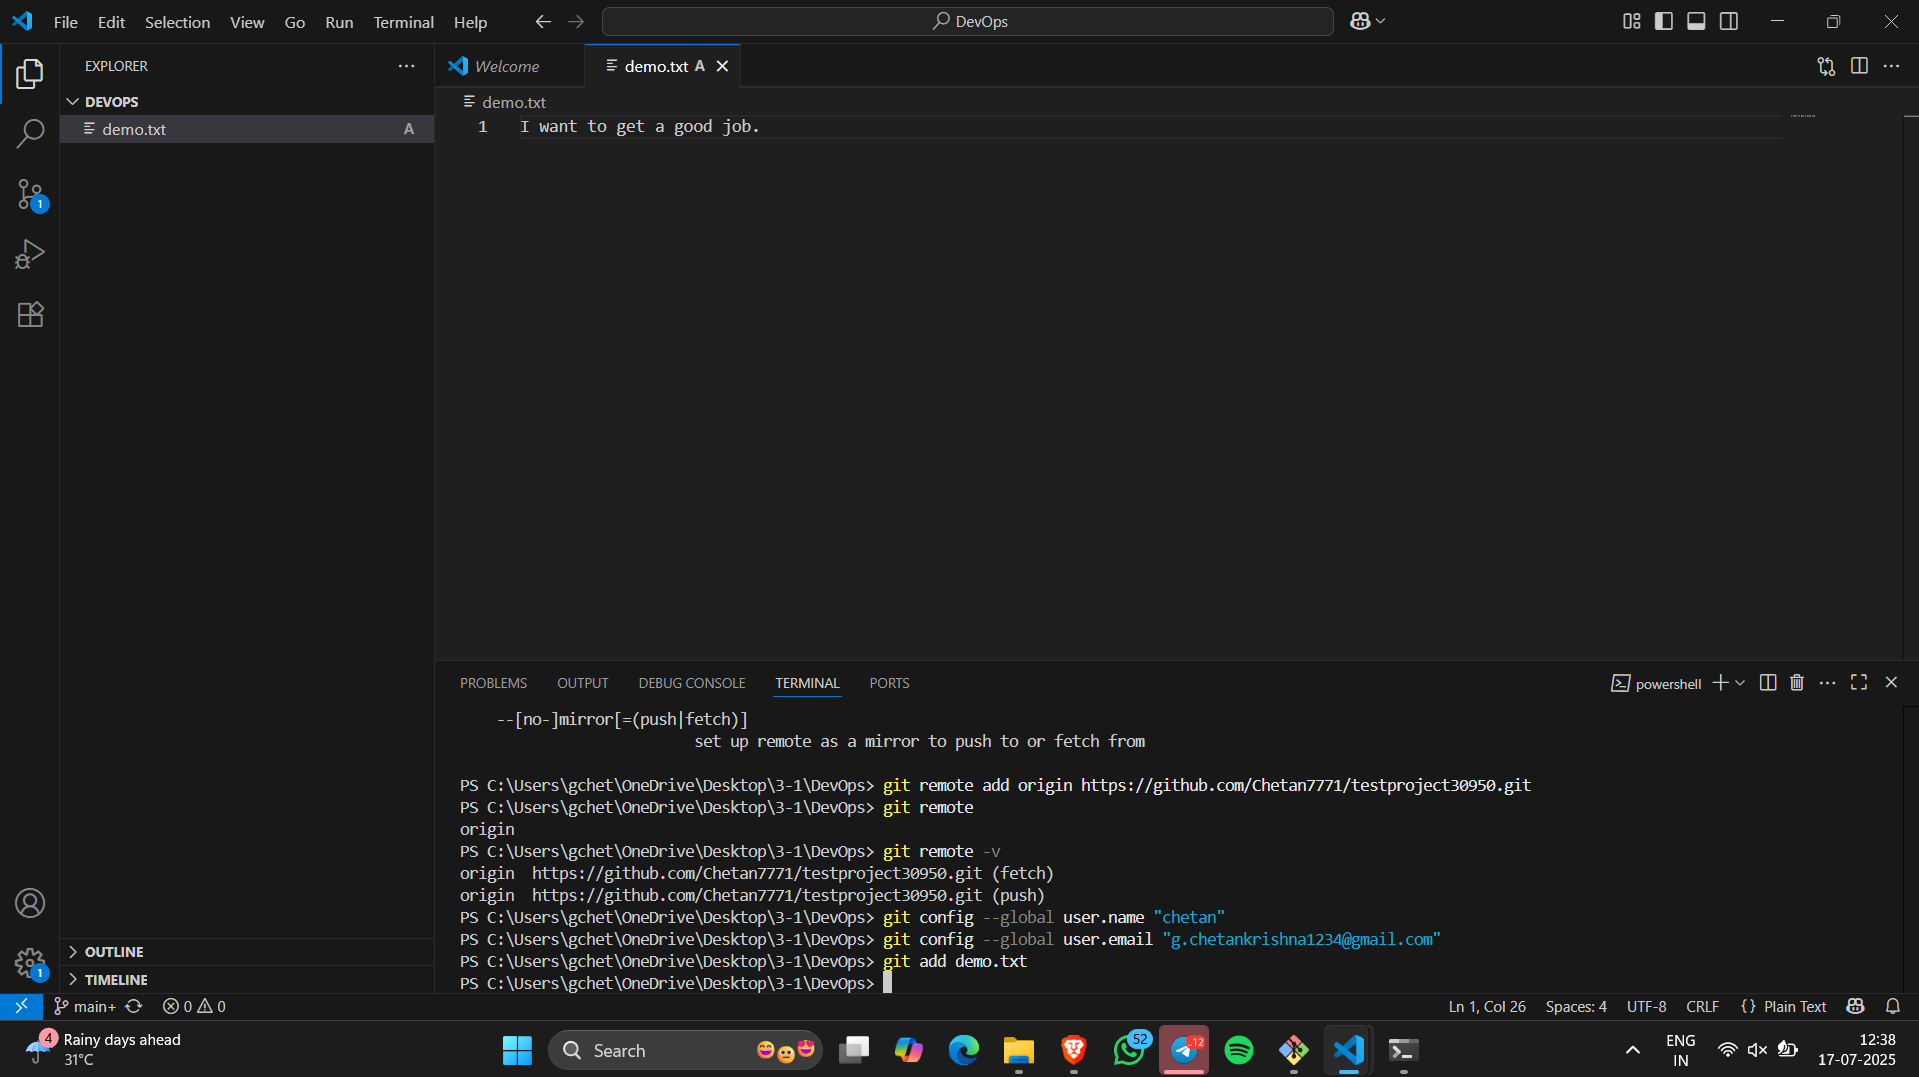 File Edit Selection View Go Run Terminal Help
DevOps
EXPLORER
Welcome
demo.txt A
DEVOPS
demo.txt
demo.txt A
1 I want to get a good job.
1
PROBLEMS OUTPUT DEBUG CONSOLE TERMINAL PORTS
powershell
--[no-]mirror[=(push|fetch)]
set up remote as a mirror to push to or fetch from
PS C:\Users\gchet\OneDrive\Desktop\3-1\DevOps> git remote add origin https://github.com/Chetan7771/testproject30950.git
PS C:\Users\gchet\OneDrive\Desktop\3-1\DevOps> git remote
origin
PS C:\Users\gchet\OneDrive\Desktop\3-1\DevOps> git remote -v
origin https://github.com/Chetan7771/testproject30950.git (fetch)
origin https://github.com/Chetan7771/testproject30950.git (push)
PS C:\Users\gchet\OneDrive\Desktop\3-1\DevOps> git config --global user.name "chetan"
PS C:\Users\gchet\OneDrive\Desktop\3-1\DevOps> git config --global user.email "g.chetankrishna1234@gmail.com"
PS C:\Users\gchet\OneDrive\Desktop\3-1\DevOps> git add demo.txt
PS C:\Users\gchet\OneDrive\Desktop\3-1\DevOps>
OUTLINE
1
TIMELINE
main+ 0 0
Ln 1, Col 26 Spaces: 4 UTF-8 CRLF {} Plain Text
4
Rainy days ahead
31°C
Search
52
12
ENG
IN
12:38
17-07-2025